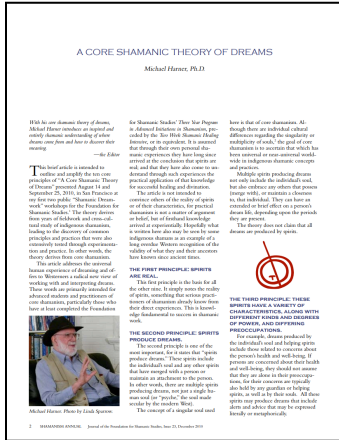 A CORE SHAMANIC THEORY OF DREAMS
Michael Harner, Ph.D.
With his core shamanic theory of dreams,
Michael Harner introduces an inspired and
entirely shamanic understanding of where
dreams come from and how to discover their
meaning.
—the Editor
This brief article is intended to
outline and amplify the two core
principles of "A Core Shamanic Theory
of Dreams" presented August 14 and
September 25, 2010, in San Francisco at
my first two public "Shamanic Dream-
work" workshops for the Foundation for
Shamanic Studies. The theory derives
from years of fieldwork and cross-cul-
tural study of indigenous shamans,
leading to the discovery of common
principles and practices that were also
extensively tested through experimenta-
tion and practice. In other words, the
theory derives from core shamanism.
This article addresses the universal
human experience of dreaming and of-
fers to Westerners a radical new view of
working with and interpreting dreams.
These words are primarily intended for
advanced students and practitioners of
core shamanism, particularly those who
have at least completed the Foundation
Michael Harner. Photo by Linda Sparrow.
for Shamanic Studies' Three Year Program
in Advanced Initiations in Shamanism, pre-
ceded by the Two Week Shamanic Healing
Intensive, or its equivalent. It is assumed
that through their own personal sha-
manic experiences they have long since
arrived at the conclusion that spirits are
real, and that they have also come to un-
derstand through such experiences the
practical application of that knowledge
for successful healing and divination.
The article is not intended to
convince others of the reality of spirits
or of their characteristics, for practical
shamanism is not a matter of argument
or belief, but of firsthand knowledge
arrived at experientially. Hopefully what
is written here also may be seen by some
indigenous shamans as an example of a
long overdue Western recognition of the
validity of what they and their ancestors
have known since ancient times.
THE FIRST PRINCIPLE: SPIRITS
ARE REAL.
This first principle is the basis for all
the other nine. It simply notes the reality
of spirits, something that serious practi-
tioners of shamanism already know from
their direct experiences. This is knowl-
edge fundamental to success in shamanic
work.
THE SECOND PRINCIPLE: SPIRITS
PRODUCE DREAMS.
The second principle is one of the
most important, for it states that "spirits
produce dreams." These spirits include
the individual's soul and any other spirits
that have merged with a person or
maintain an attachment to the person.
In other words, there are multiple spirits
producing dreams, not just a single hu-
man soul (or "psyche," the soul made
secular by the modern West).
The concept of a singular soul used
here is that of core shamanism. Al-
though there are individual cultural
differences regarding the singularity or
multiplicity of souls, the goal of core
shamanism is to ascertain that which has
been universal or near-universal world-
wide in indigenous shamanic concepts
and practices.
Multiple spirits producing dreams
not only include the individual's soul,
but also embrace any others that possess
(merge with), or maintain a closeness
to, that individual. They can have an
extended or brief effect on a person's
dream life, depending upon the periods
they are present.
The theory does not claim that all
dreams are produced by spirits.
THE THIRD PRINCIPLE: THESE
SPIRITS HAVE A VARIETY OF
CHARACTERISTICS, ALONG WITH
DIFFERENT KINDS AND DEGREES
OF POWER, AND DIFFERING
PREOCCUPATIONS.
For example, dreams produced by
the individual's soul and helping spirits
include those related to concerns about
the person's health and well-being. If
persons are concerned about their health
and well-being, they should not assume
that they are alone in their preoccupa-
tions, for their concerns are typically
also held by any guardian or helping
spirits, as well as by their souls. All these
spirits may produce dreams that include
alerts and advice that may be expressed
literally or metaphorically.
2 SHAMANISM ANNUAL Journal of the Foundation for Shamanic Studies, Issue 23, December 2010